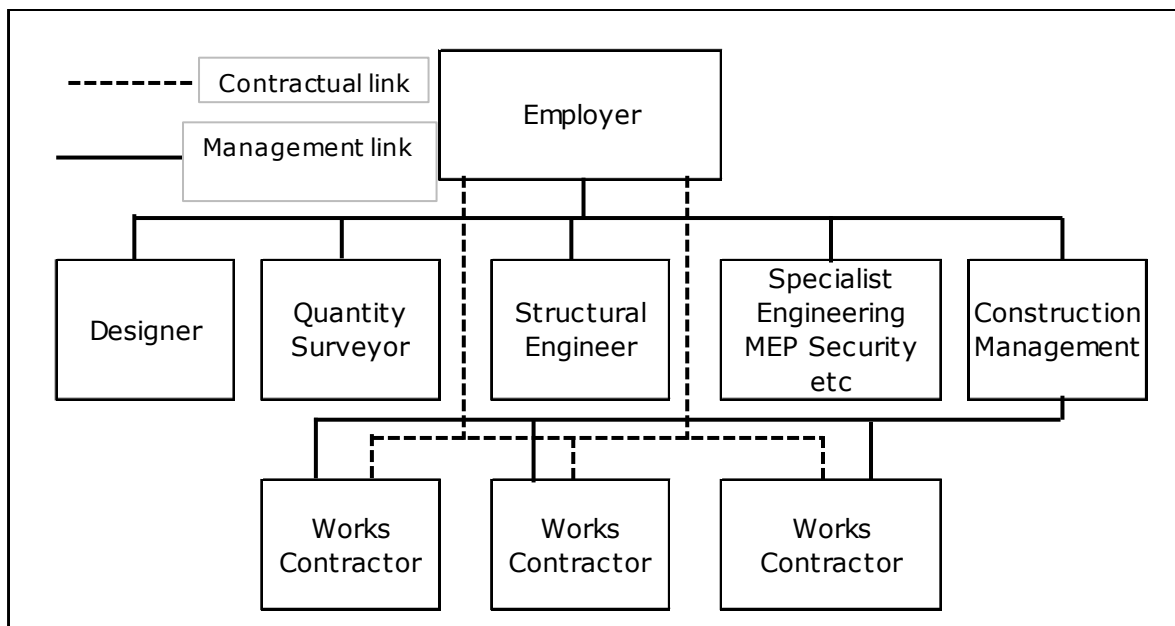 Contractual link
Management link
Employer
Designer
Quantity
Surveyor
Structural
Engineer
Specialist
Engineering
MEP Security
etc
Construction
Management
Works
Contractor
Works
Contractor
Works
Contractor